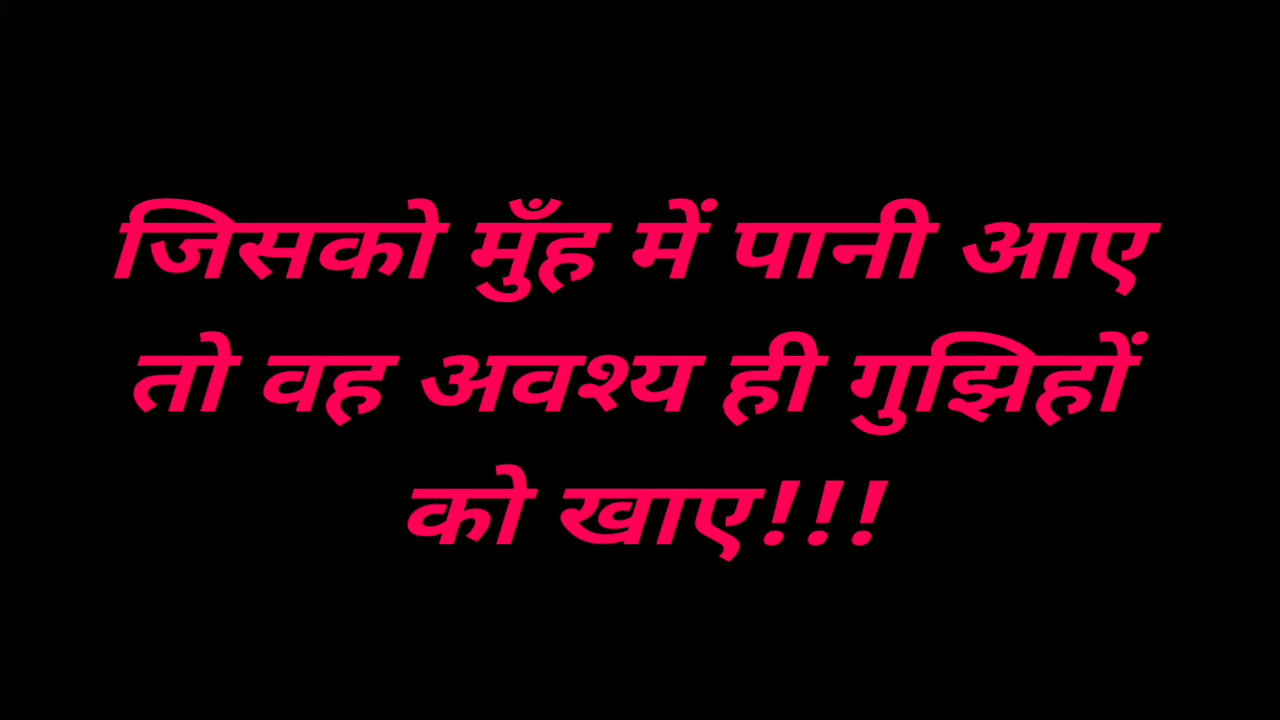 जिसको मुँह में पानी आए
तो वह अवश्य ही गुझिहों
को खाए!!!